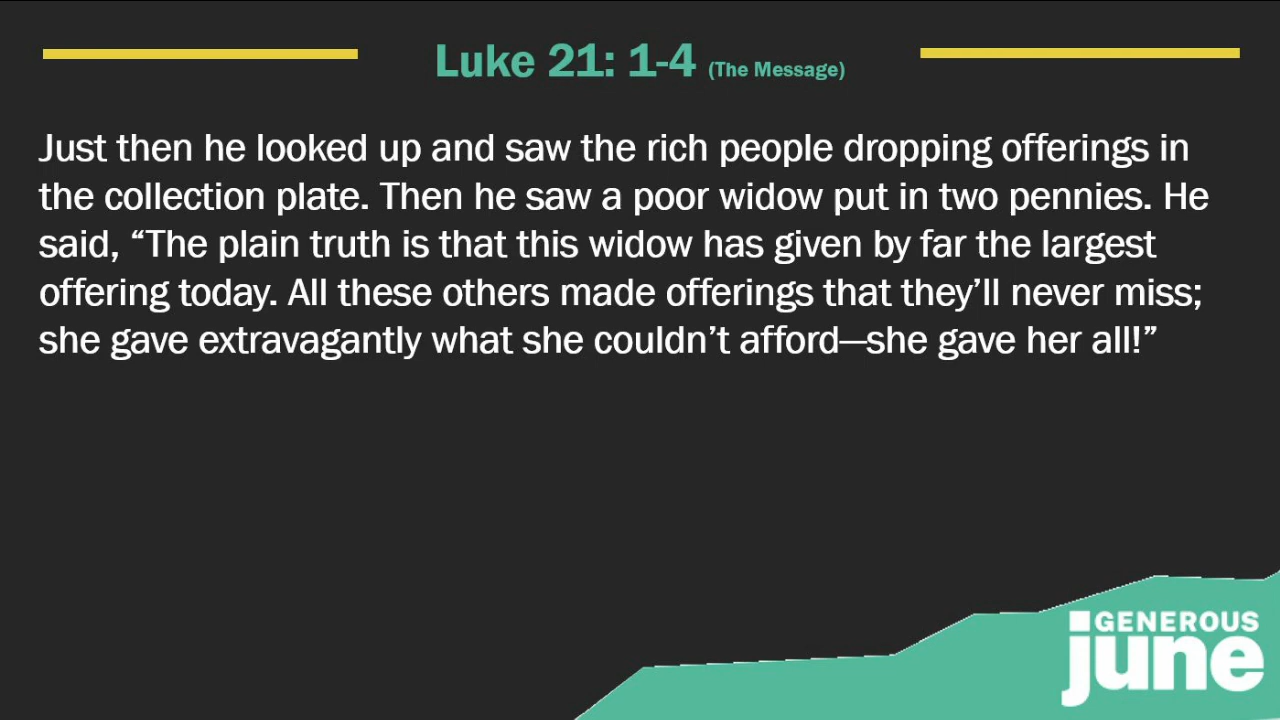 Luke 21: 1-4 (The Message)
Just then he looked up and saw the rich people dropping offerings in
the collection plate. Then he saw a poor widow put in two pennies. He
said, “The plain truth is that this widow has given by far the largest
offering today. All these others made offerings that they’ll never miss;
she gave extravagantly what she couldn’t afford—she gave her all!”
GENEROUS
june